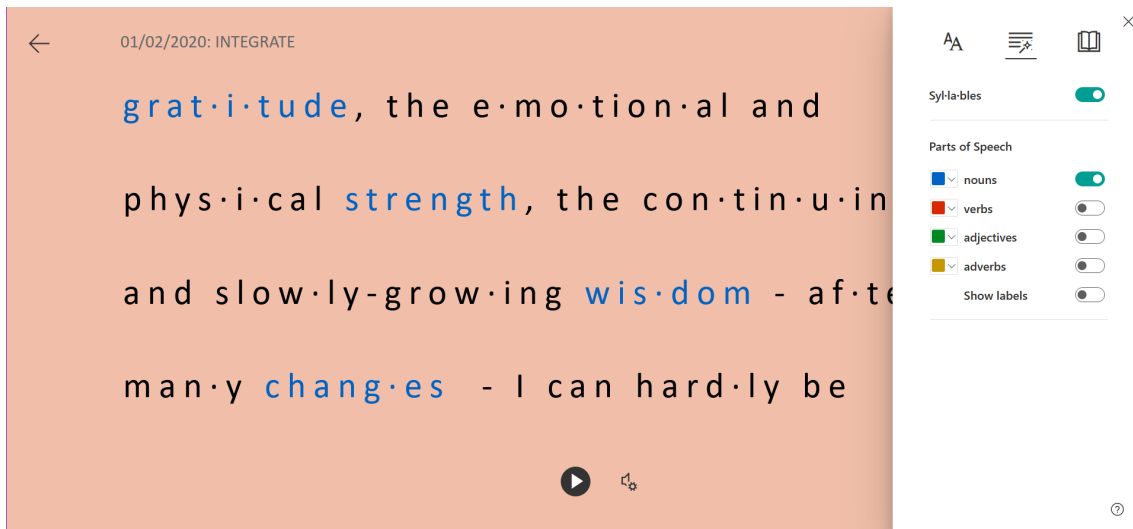 01/02/2020: INTEGRATE
grat·i·tude, the e·mo·tion·al and
phys·i·cal strength, the con·tin·u·in
and slow·ly-grow·ing wis·dom - af·te
man·y chang·es - I can hard·ly be
AA
Syl·la·bles
Parts of Speech
nouns
verbs
adjectives
adverbs
Show labels